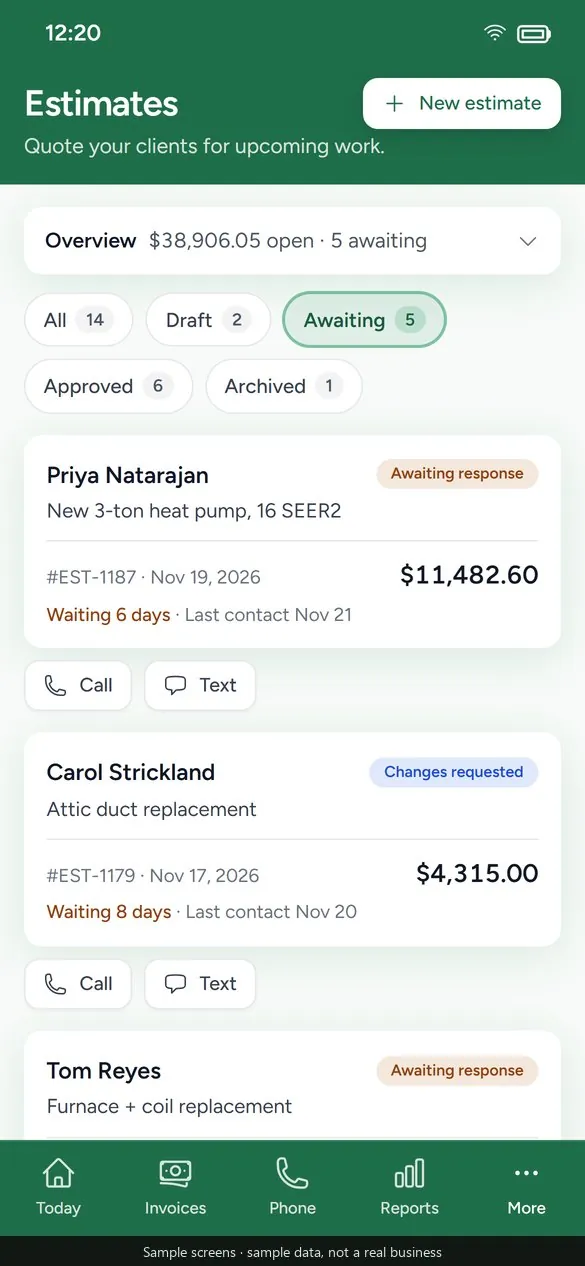 12:20
Estimates
New estimate
Quote your clients for upcoming work.
Overview $38,906.05 open · 5 awaiting
All 14 Draft 2 Awaiting 5
Approved 6 Archived 1
Priya Natarajan Awaiting response
New 3-ton heat pump, 16 SEER2
#EST-1187 · Nov 19, 2026 $11,482.60
Waiting 6 days · Last contact Nov 21
Call Text
Carol Strickland Changes requested
Attic duct replacement
#EST-1179 · Nov 17, 2026 $4,315.00
Waiting 8 days · Last contact Nov 20
Call Text
Tom Reyes Awaiting response
Furnace + coil replacement
Today Invoices Phone Reports More
Sample screens · sample data, not a real business